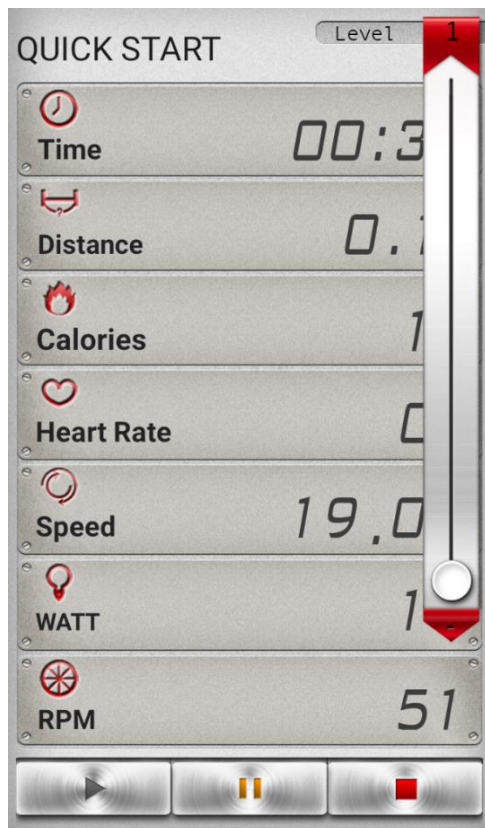 QUICK START
Level 1
Time 00:3
Distance 0.
Calories 1
Heart Rate
Speed 19.0
WATT 1
RPM 51